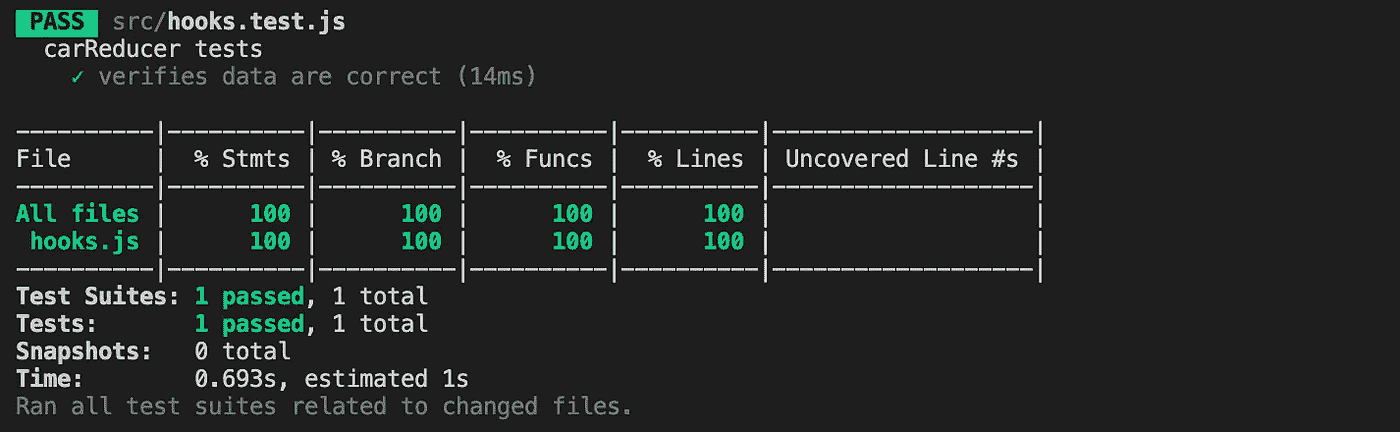 PASS src/hooks.test.js
carReducer tests
✓ verifies data are correct (14ms)
----------|----------|----------|----------|----------|-------------------|
File      |  % Stmts | % Branch |  % Funcs |  % Lines | Uncovered Line #s |
----------|----------|----------|----------|----------|-------------------|
All files |      100 |      100 |      100 |      100 |                   |
 hooks.js |      100 |      100 |      100 |      100 |                   |
----------|----------|----------|----------|----------|-------------------|
Test Suites: 1 passed, 1 total
Tests:       1 passed, 1 total
Snapshots:   0 total
Time:        0.693s, estimated 1s
Ran all test suites related to changed files.